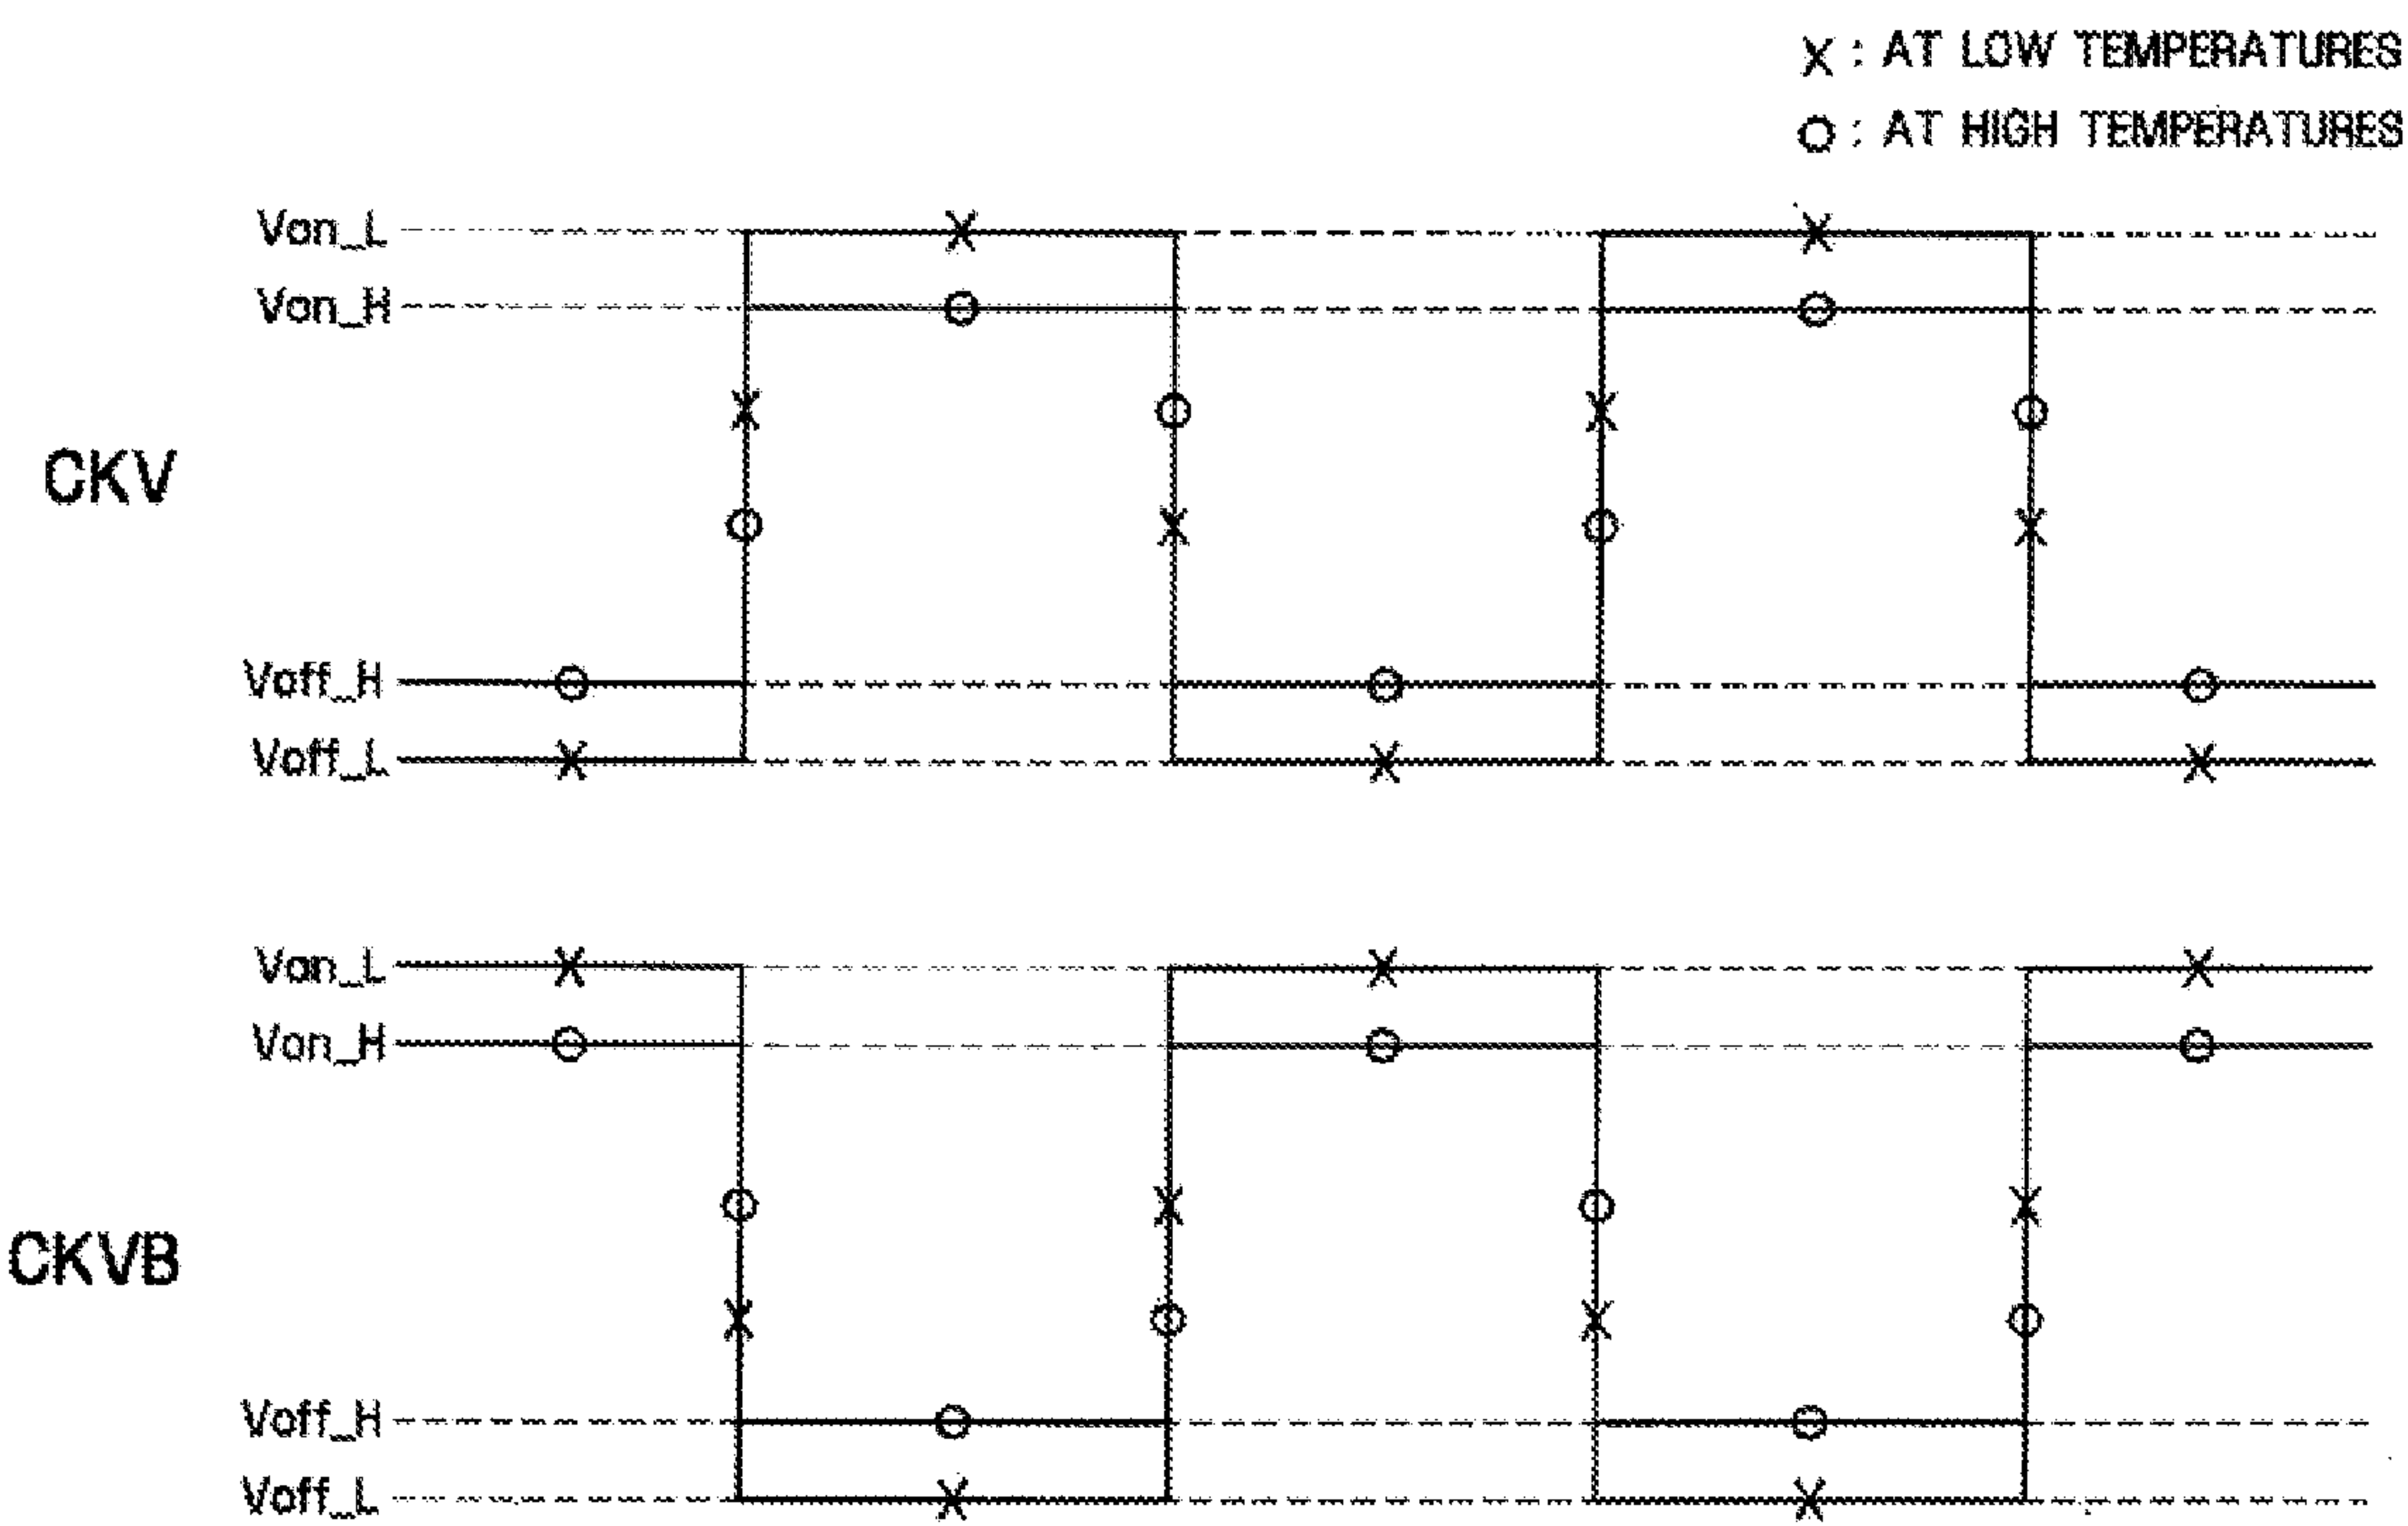 X : AT LOW TEMPERATURES
O : AT HIGH TEMPERATURES
Von_L
Von_H
CKV
Voff_H
Voff_L
Von_L
Von_H
CKVB
Voff_H
Voff_L